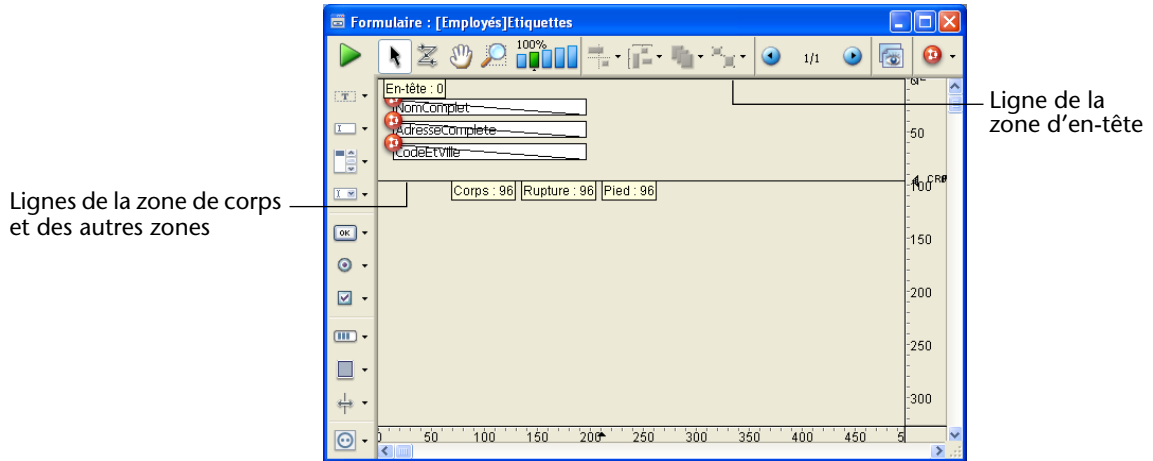 Formulaire : [Employés]Etiquettes
100%
1/1
En-tête : 0
NomComplet
AdresseComplete
CodeEtVille
Corps : 96 Rupture : 96 Pied : 96
Ligne de la
zone d'en-tête
Lignes de la zone de corps
et des autres zones
OK
50
100
150
200
250
300
0 50 100 150 200 250 300 350 400 450